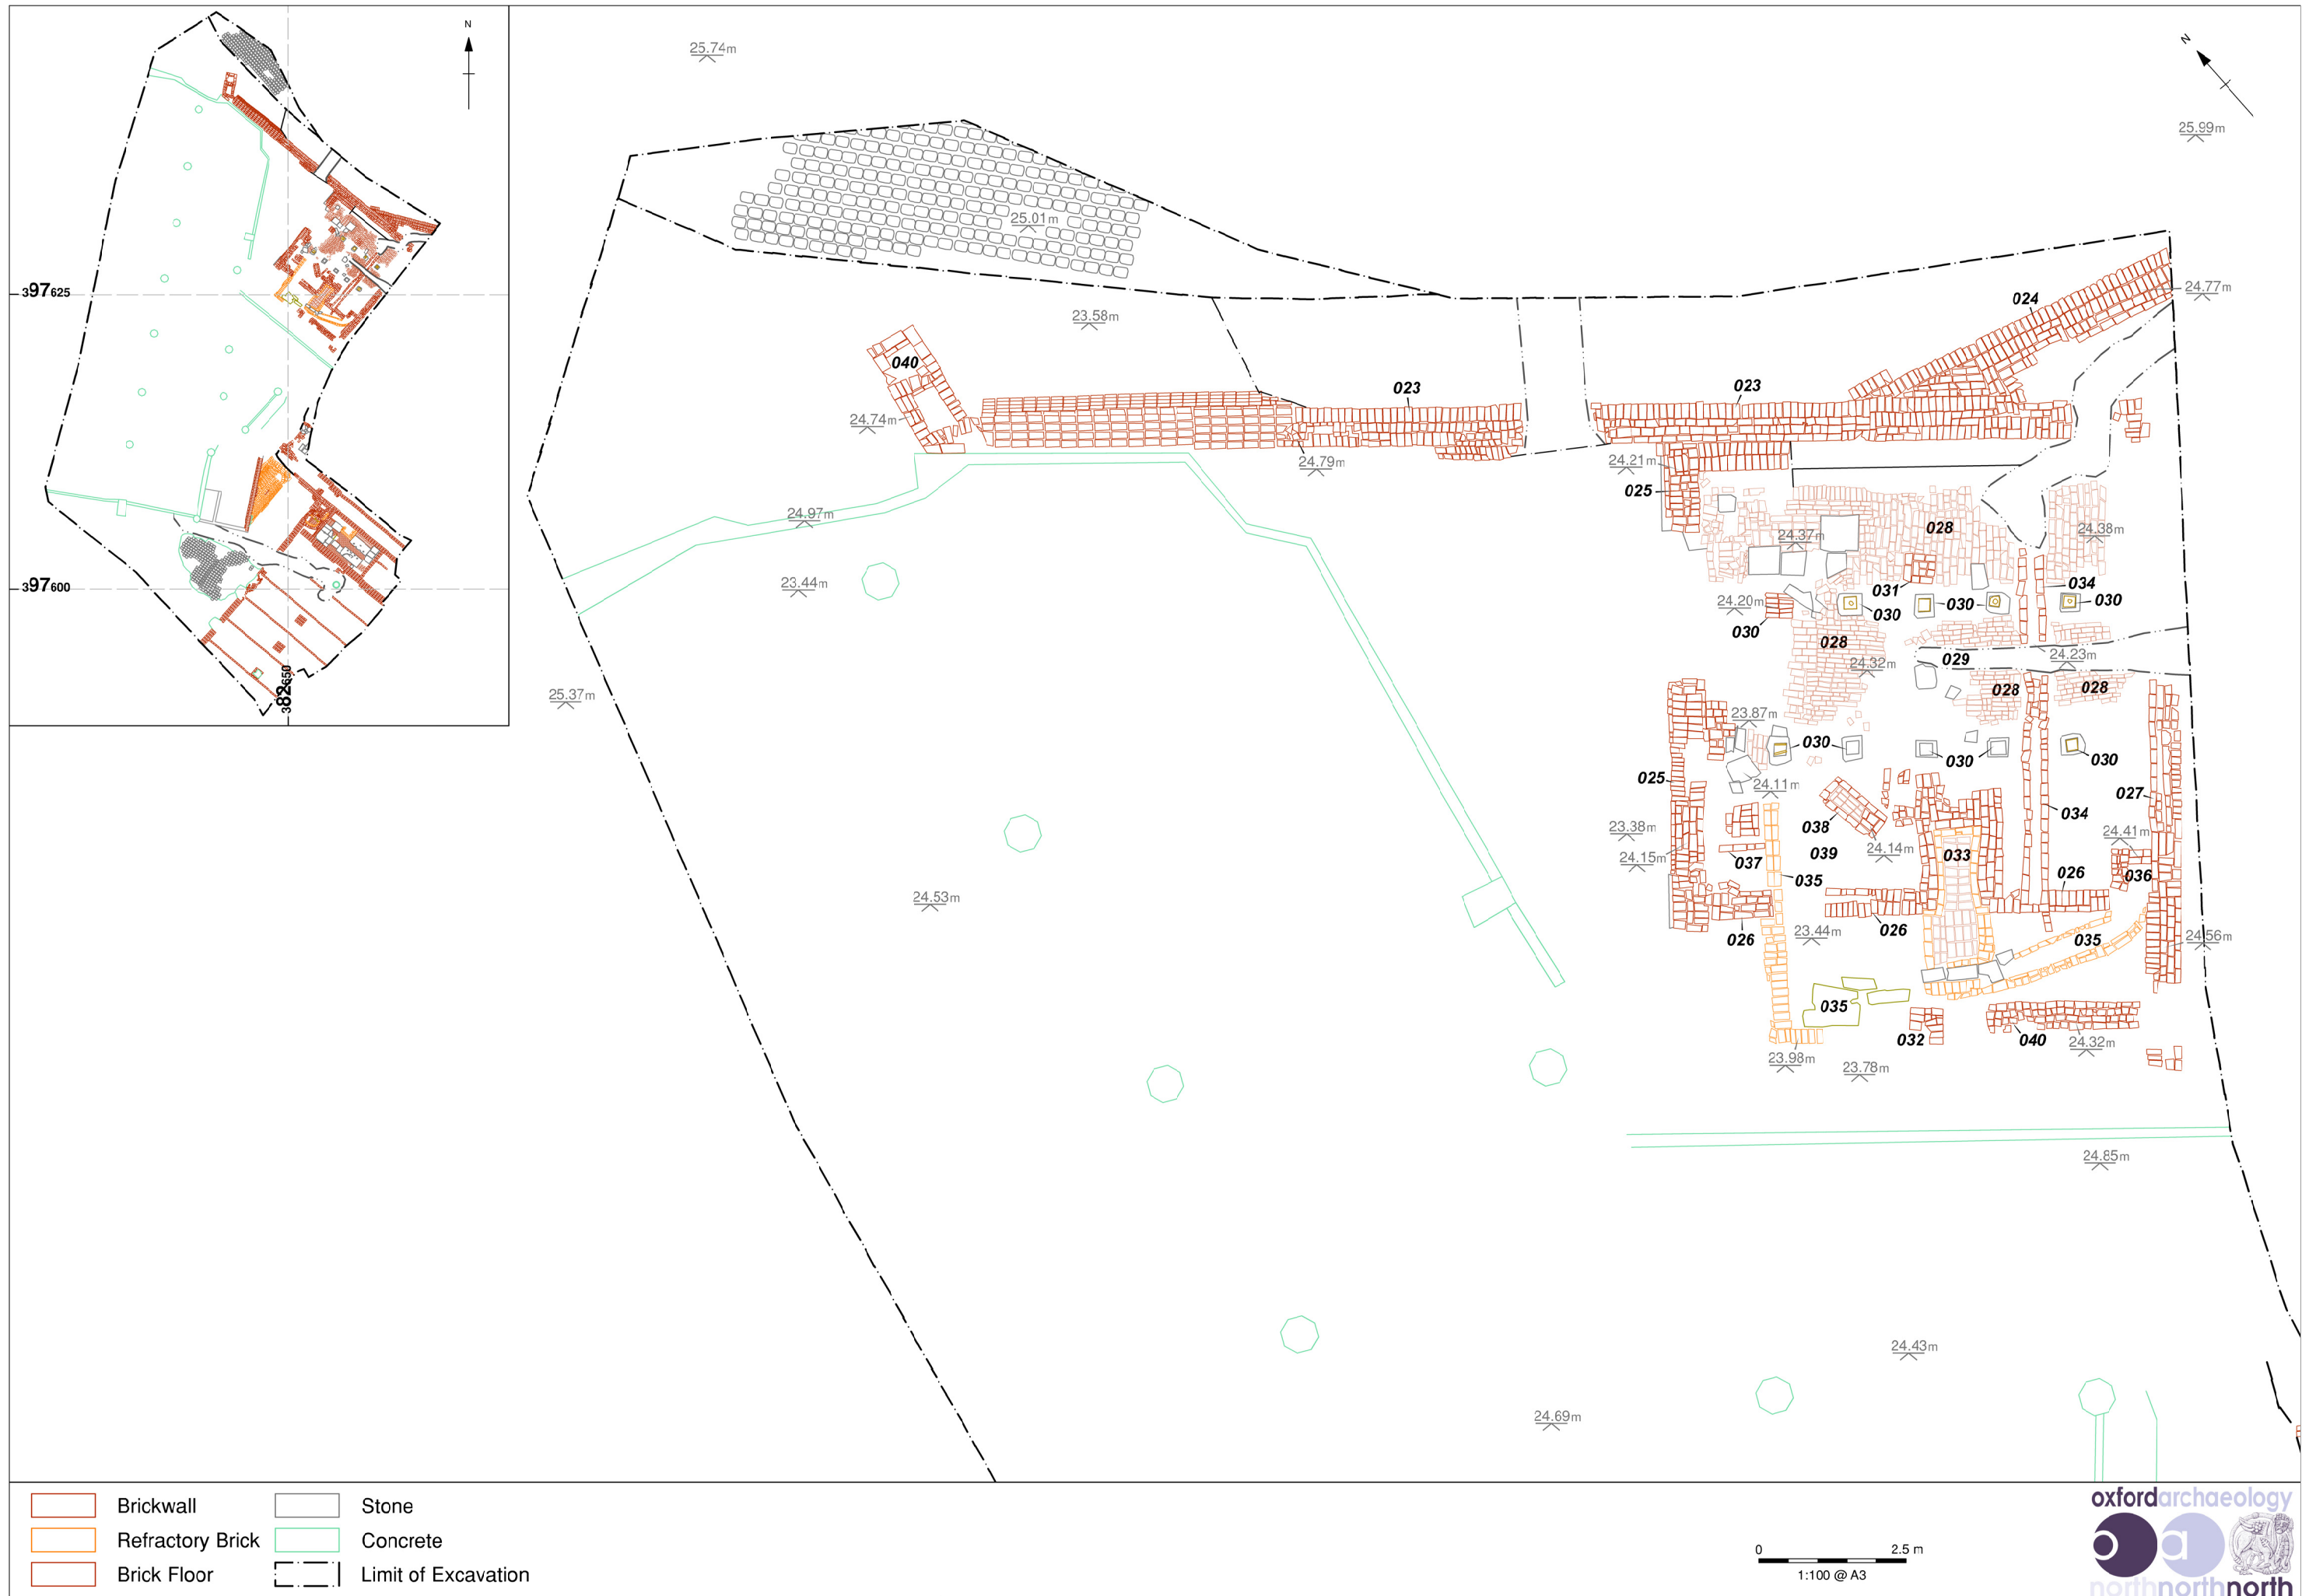 N
397625
397600
382650
N
25.74m
25.99m
25.01m
23.58m
024
24.77m
040
023
023
24.74m
24.79m
24.21m
025
24.97m
028
24.38m
24.37m
23.44m
031
034
24.20m
030
030
030
030
028
029
24.23m
24.32m
25.37m
028
028
23.87m
030
030
030
025
24.11m
027
034
23.38m
038
24.41m
24.15m
037
039
24.14m
033
035
026
036
24.53m
026
026
23.44m
035
24.56m
035
032
040
24.32m
23.98m
23.78m
24.85m
24.43m
24.69m
Brickwall
Stone
Refractory Brick
Concrete
Brick Floor
Limit of Excavation
0 2.5 m
1:100 @ A3
oxfordarchaeology
oa
northnorthnorth